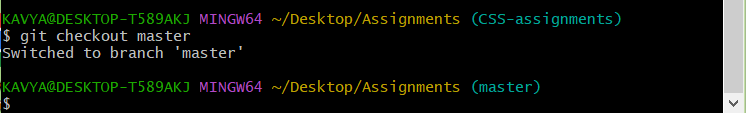 KAVYA@DESKTOP-T589AKJ MINGW64 ~/Desktop/Assignments (CSS-assignments)
$ git checkout master
Switched to branch 'master'
KAVYA@DESKTOP-T589AKJ MINGW64 ~/Desktop/Assignments (master)
$